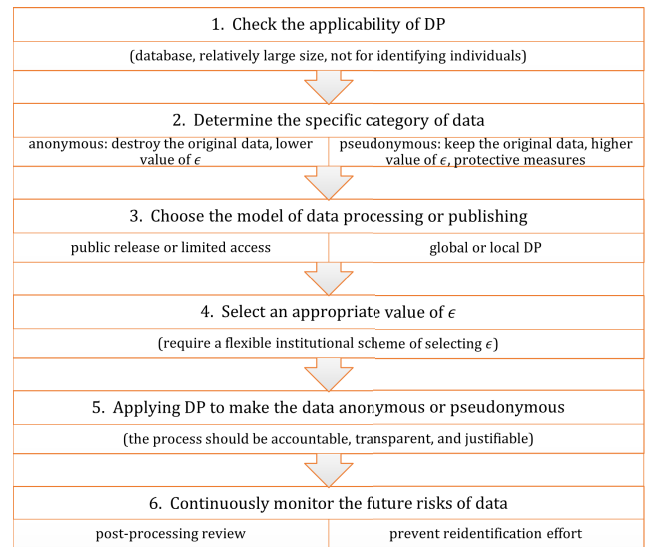 1. Check the applicability of DP
(database, relatively large size, not for identifying individuals)
2. Determine the specific category of data
anonymous: destroy the original data, lower
value of ϵ
pseudonymous: keep the original data, higher
value of ϵ, protective measures
3. Choose the model of data processing or publishing
public release or limited access
global or local DP
4. Select an appropriate value of ϵ
(require a flexible institutional scheme of selecting ϵ)
5. Applying DP to make the data anonymous or pseudonymous
(the process should be accountable, transparent, and justifiable)
6. Continuously monitor the future risks of data
post-processing review
prevent reidentification effort